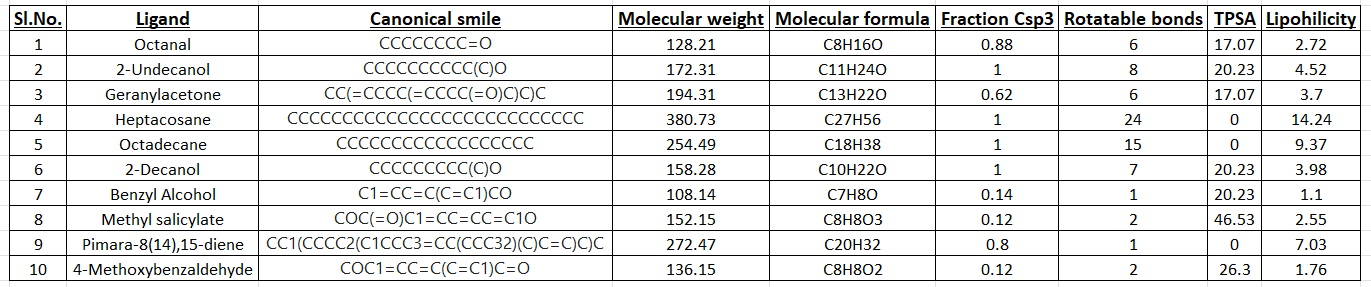 Sl.No. Ligand Canonical smile Molecular weight Molecular formula Fraction Csp3 Rotatable bonds TPSA Lipohilicity
1 Octanal CCCCCCCC=O 128.21 C8H16O 0.88 6 17.07 2.72
2 2-Undecanol CCCCCCCCCC(C)O 172.31 C11H24O 1 8 20.23 4.52
3 Geranylacetone CC(=CCCC(=CCCC(=O)C)C)C 194.31 C13H22O 0.62 6 17.07 3.7
4 Heptacosane CCCCCCCCCCCCCCCCCCCCCCCCCCC 380.73 C27H56 1 24 0 14.24
5 Octadecane CCCCCCCCCCCCCCCCCC 254.49 C18H38 1 15 0 9.37
6 2-Decanol CCCCCCCCC(C)O 158.28 C10H22O 1 7 20.23 3.98
7 Benzyl Alcohol C1=CC=C(C=C1)CO 108.14 C7H8O 0.14 1 20.23 1.1
8 Methyl salicylate COC(=O)C1=CC=CC=C1O 152.15 C8H8O3 0.12 2 46.53 2.55
9 Pimara-8(14),15-diene CC1(CCCC2(C1CCC3=CC(CCC32)(C)C=C)C)C 272.47 C20H32 0.8 1 0 7.03
10 4-Methoxybenzaldehyde COC1=CC=C(C=C1)C=O 136.15 C8H8O2 0.12 2 26.3 1.76